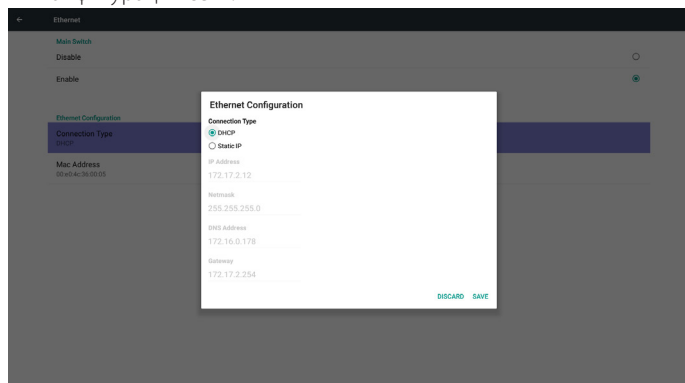 Ethernet
Main Switch
Disable
Enable
Ethernet Configuration
Connection Type
DHCP
Mac Address
00:e0:4c:36:00:05
Ethernet Configuration
Connection Type
DHCP
Static IP
IP Address
172.17.2.12
Netmask
255.255.255.0
DNS Address
172.16.0.178
Gateway
172.17.2.254
DISCARD SAVE